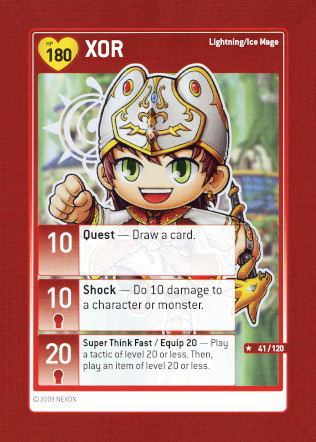 HP
180
XOR
Lightning/Ice Mage
10
Quest — Draw a card.
10
Shock — Do 10 damage to
a character or monster.
20
Super Think Fast / Equip 20 — Play
a tactic of level 20 or less. Then,
play an item of level 20 or less.
★ 41/120
© 2009 NEXON